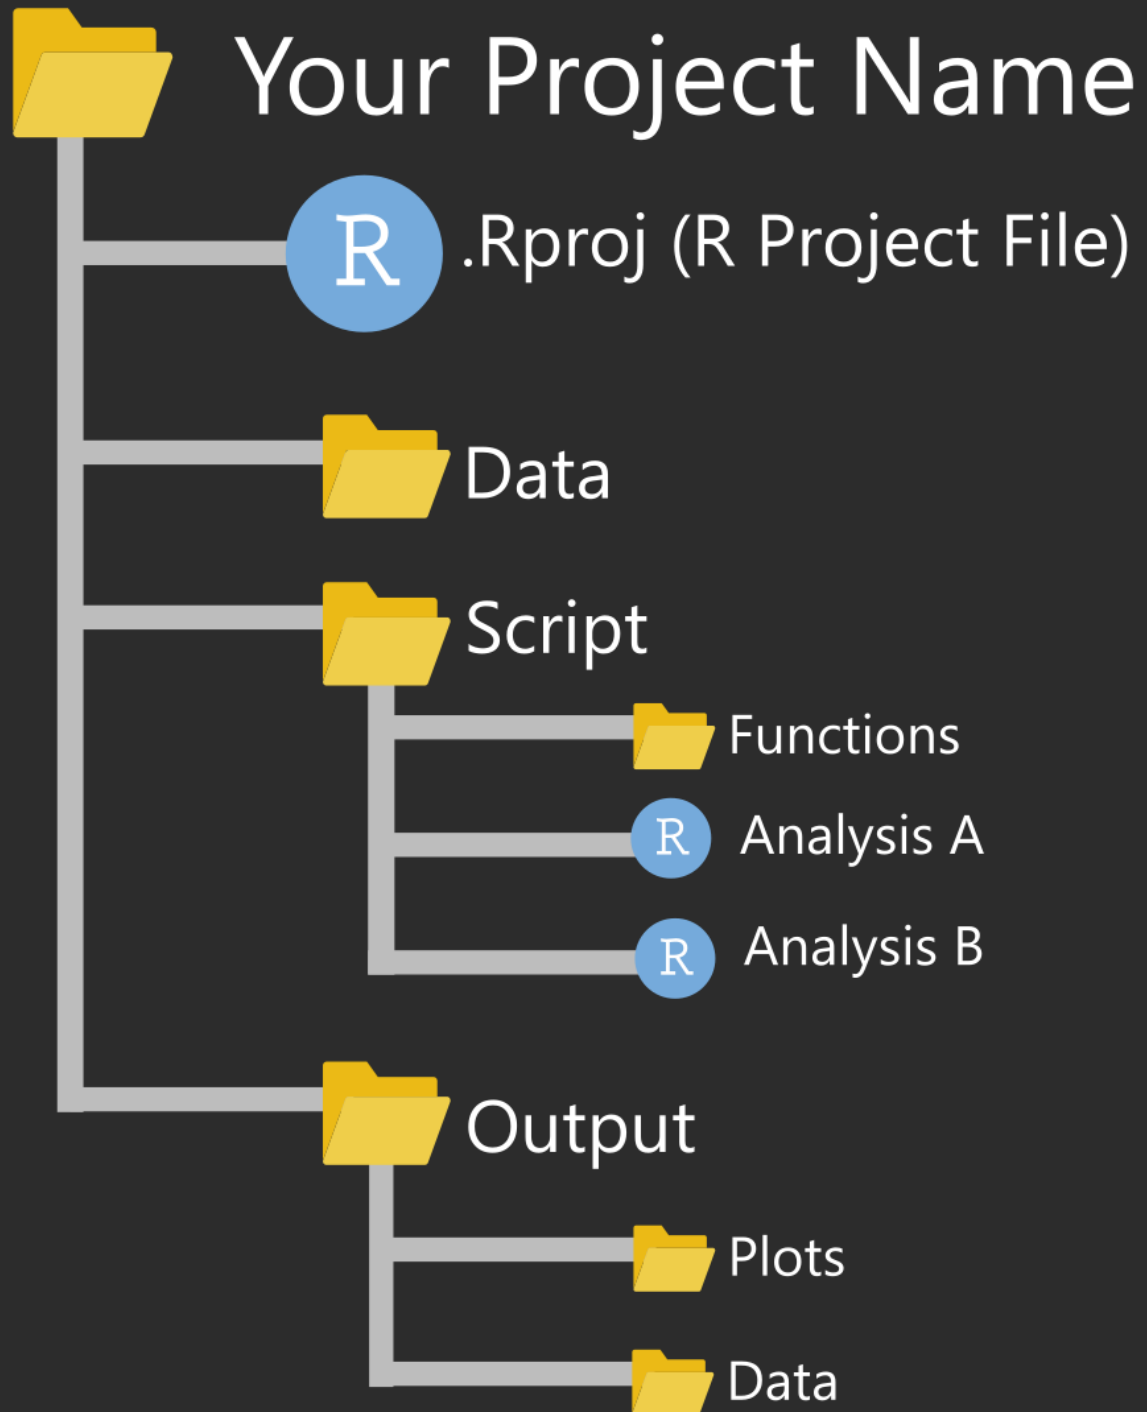 Your Project Name
R .Rproj (R Project File)
Data
Script
Functions
R Analysis A
R Analysis B
Output
Plots
Data